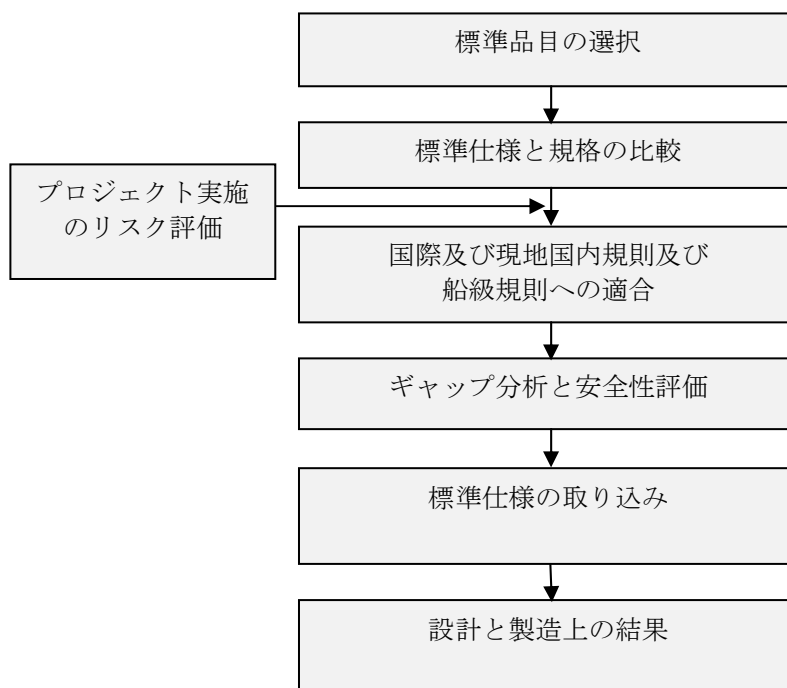 標準品目の選択
標準仕様と規格の比較
プロジェクト実施
のリスク評価
国際及び現地国内規則及び
船級規則への適合
ギャップ分析と安全性評価
標準仕様の取り込み
設計と製造上の結果